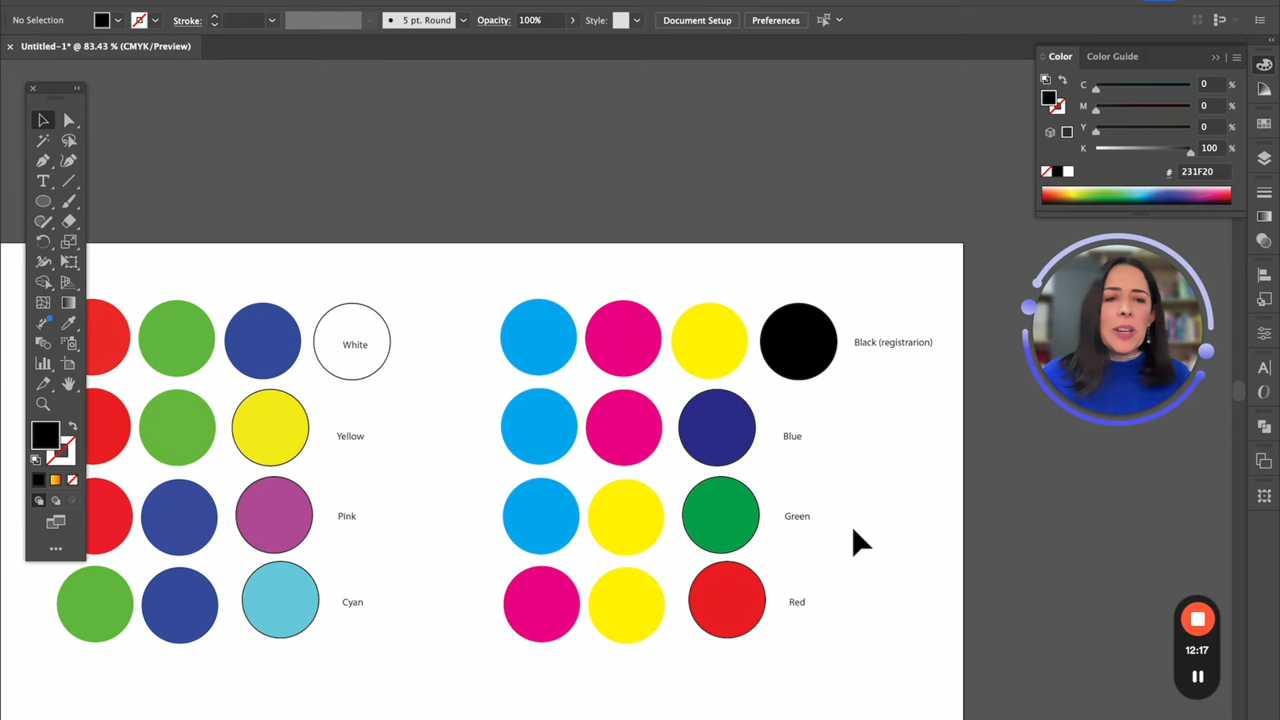 No Selection
Stroke:
5 pt. Round
Opacity: 100%
Style:
Document Setup
Preferences
Untitled-1* @ 83.43 % (CMYK/Preview)
Color
Color Guide
C 0 %
M 0 %
Y 0 %
K 100 %
# 231F20
White
Black (registrarion)
Yellow
Blue
Pink
Green
Cyan
Red
12:17